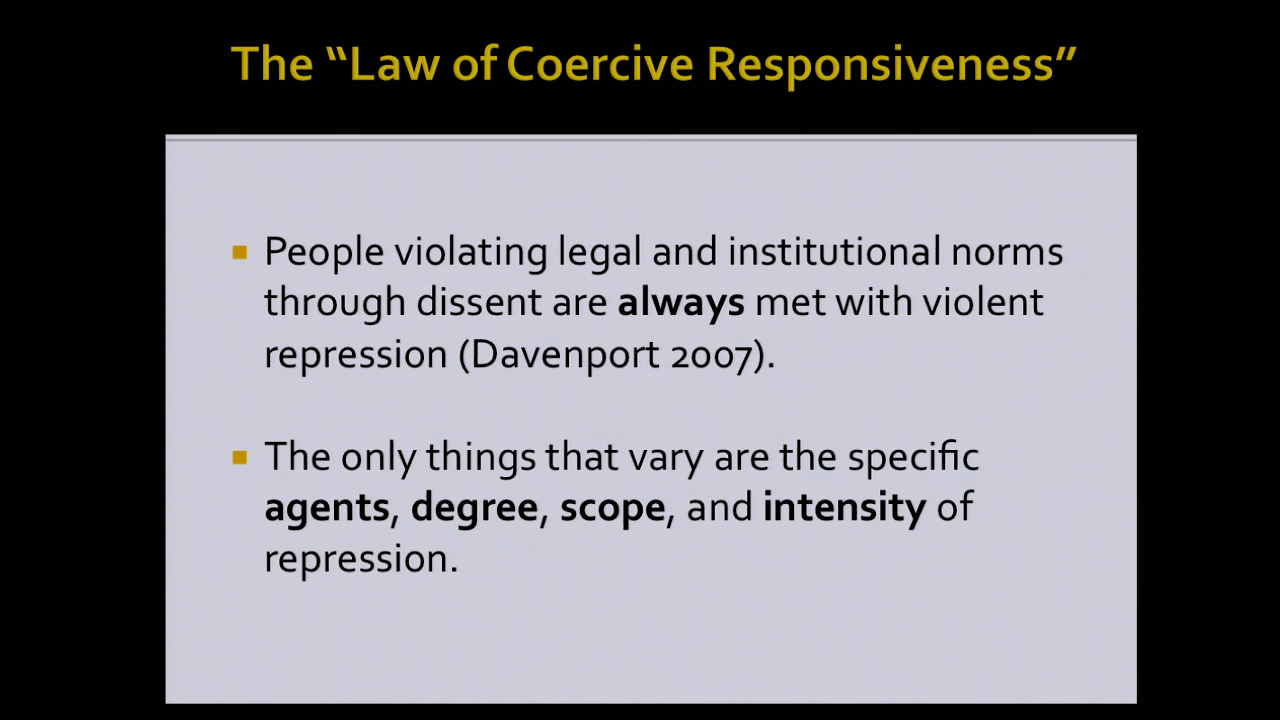 The “Law of Coercive Responsiveness”
People violating legal and institutional norms
through dissent are always met with violent
repression (Davenport 2007).
The only things that vary are the specific
agents, degree, scope, and intensity of
repression.